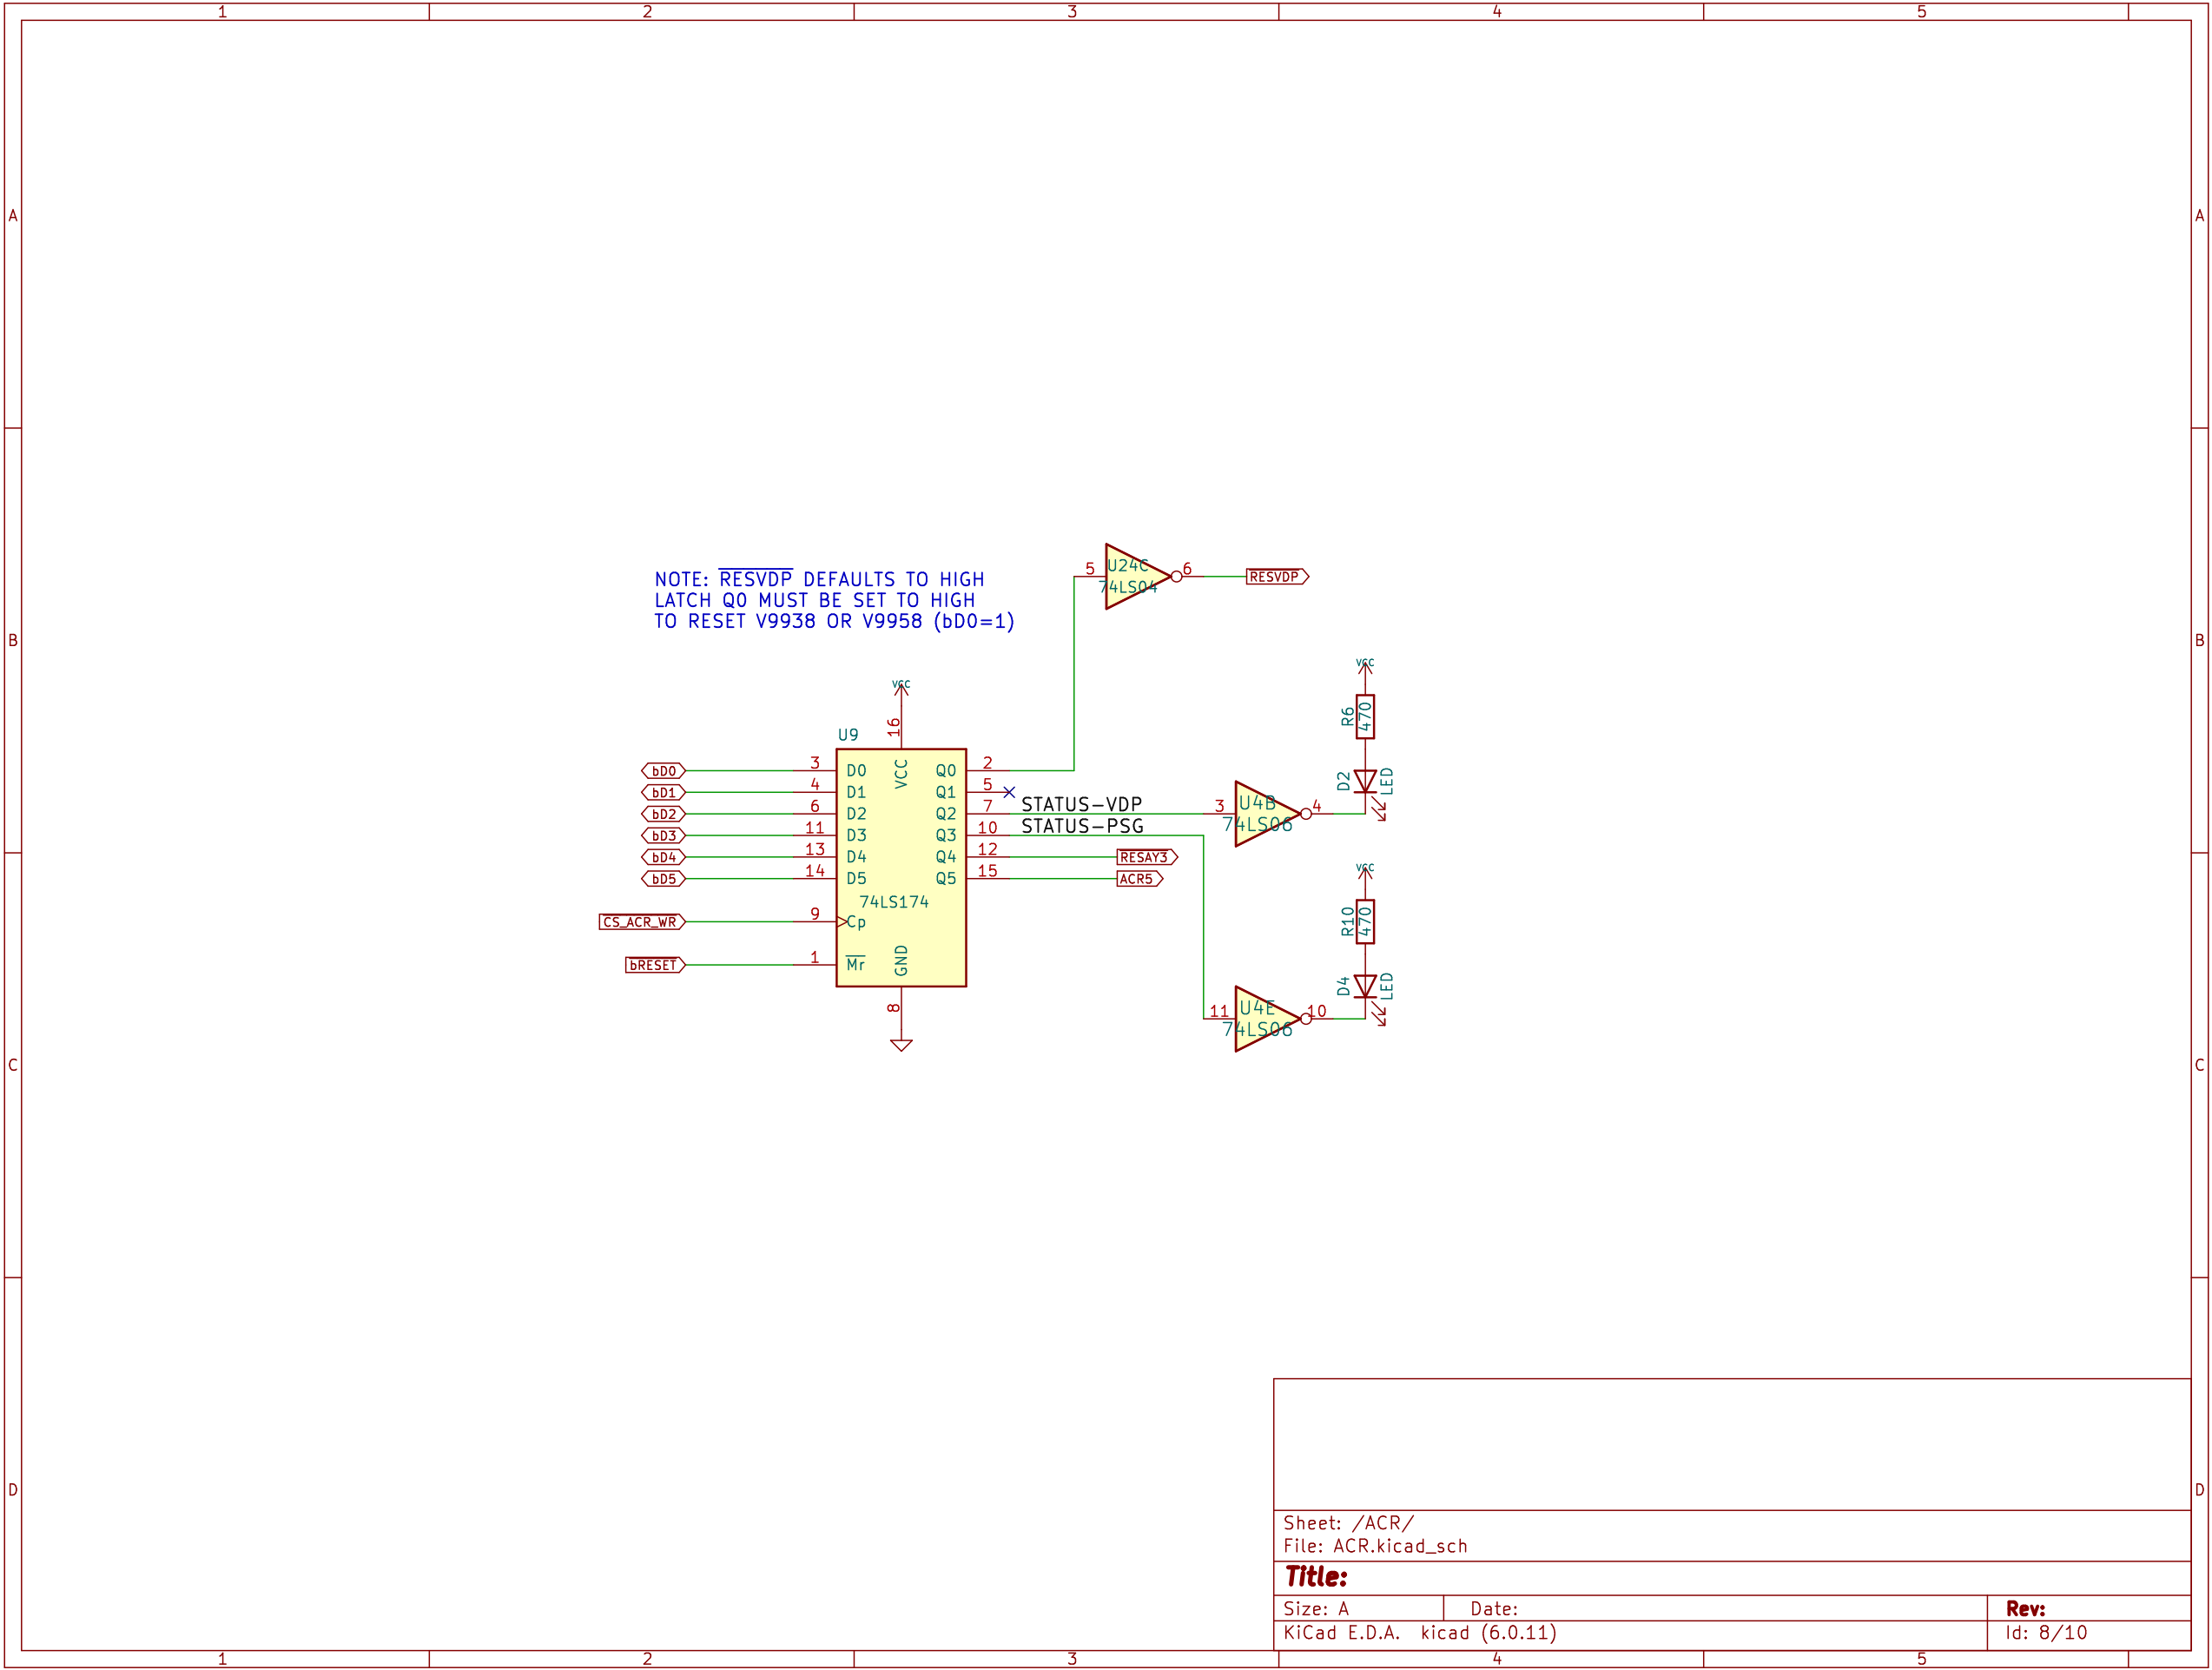 1 2 3 4 5
A A
NOTE: RESVDP DEFAULTS TO HIGH
LATCH Q0 MUST BE SET TO HIGH
TO RESET V9938 OR V9958 (bD0=1)
5 U24C 6 RESVDP
74LS04
B B
VCC
R6 470
D2 LED
VCC
16
U9
bD0 3 D0 VCC Q0 2
bD1 4 D1 Q1 5
STATUS-VDP
bD2 6 D2 Q2 7
3 U4B 4
74LS06
STATUS-PSG
bD3 11 D3 Q3 10
bD4 13 D4 Q4 12 RESAY3
bD5 14 D5 Q5 15 ACR5
74LS174
CS_ACR_WR 9 Cp
bRESET 1 Mr GND
8
VCC
R10 470
D4 LED
11 U4E 10
74LS06
C C
D D
Sheet: /ACR/
File: ACR.kicad_sch
Title:
Size: A Date: Rev:
KiCad E.D.A. kicad (6.0.11) Id: 8/10
1 2 3 4 5